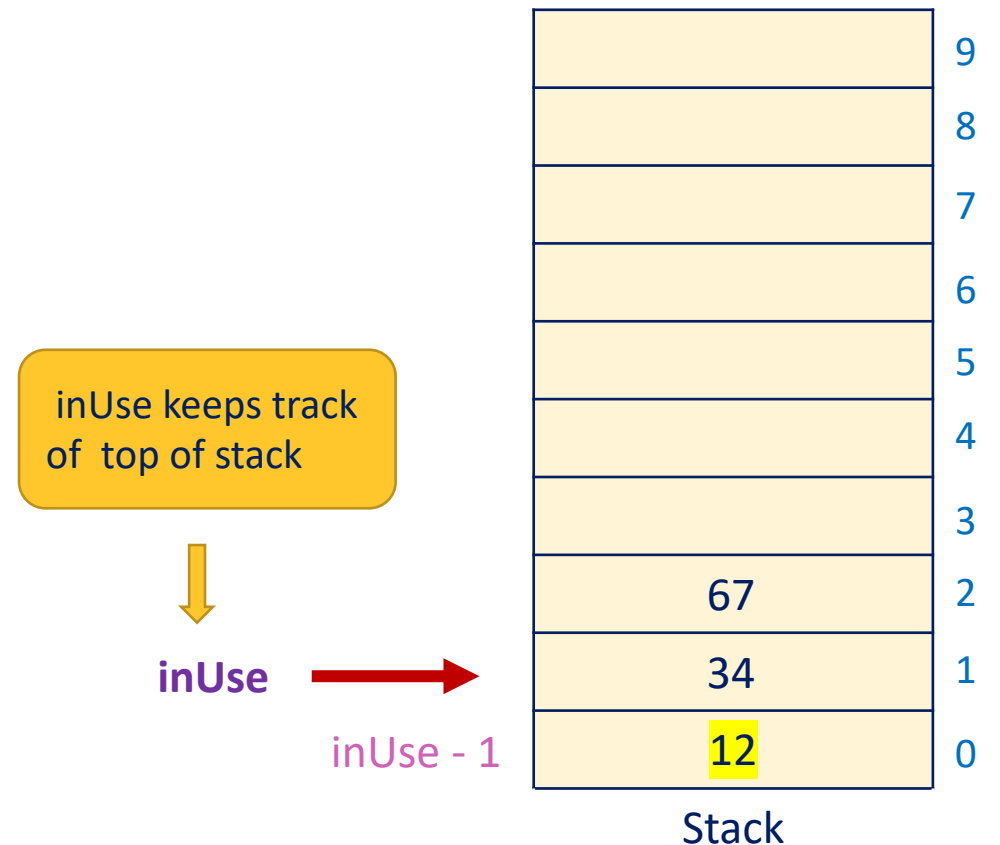 9
8
7
6
5
inUse keeps track
of top of stack
4
3
67 2
inUse 34 1
inUse - 1 12 0
Stack